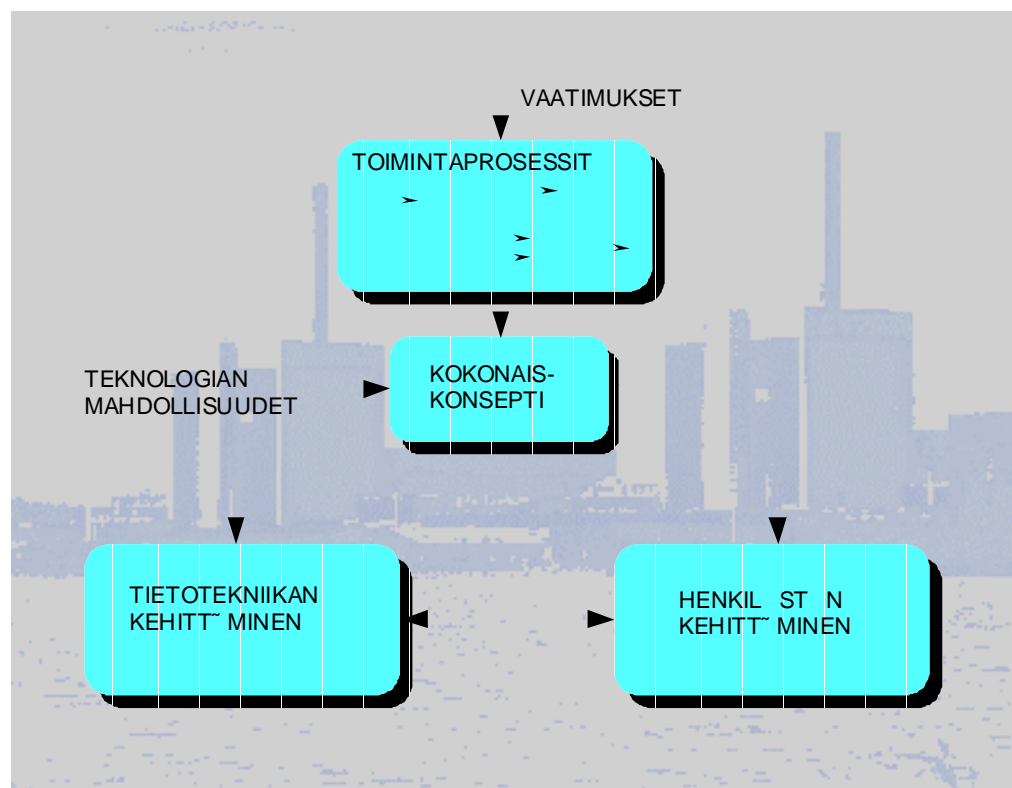 VAATIMUKSET
TOIMINTAPROSESSIT
TEKNOLOGIAN
MAHDOLLISUUDET
KOKONAIS-
KONSEPTI
TIETOTEKNIIKAN
KEHITT˜ MINEN
HENKIL ST N
KEHITT˜ MINEN